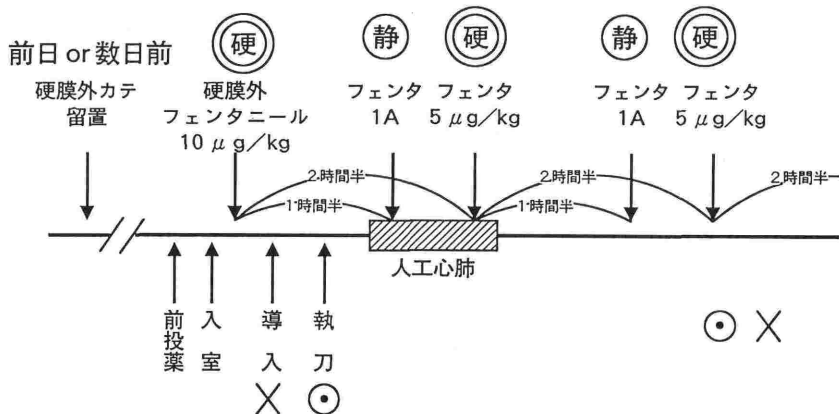 硬
静
硬
静
硬
前日 or 数日前
硬膜外カテ
留置
硬膜外
フェンタニール
10 μg/kg
フェンタ
1A
フェンタ
5 μg/kg
フェンタ
1A
フェンタ
5 μg/kg
2時間半
1時間半
2時間半
1時間半
2時間半
人工心肺
前投薬
入室
導入
執刀